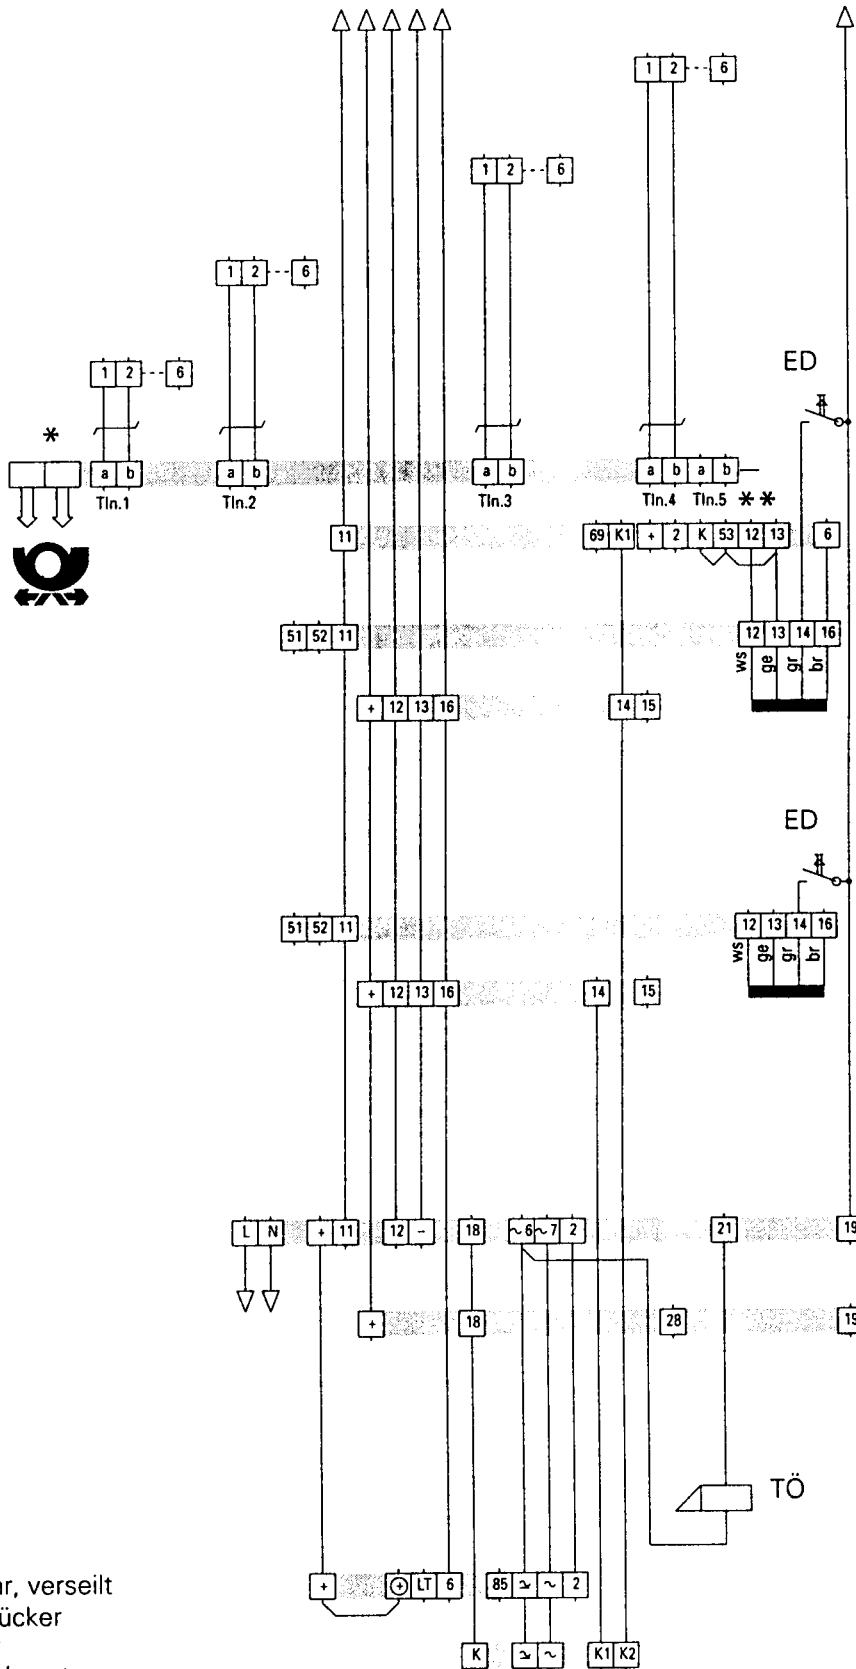 1 2 6
1 2 6
1 2 6
1 2 6
ED
*
a b a b a b a b a b
Tln.1 Tln.2 Tln.3 Tln.4 Tln.5 * *
11 69 K1 + 2 K 53 12 13 6
51 52 11 12 13 14 16
ws ge gr br
+ 12 13 16 14 15
ED
51 52 11 12 13 14 16
ws ge gr br
+ 12 13 16 14 15
L N + 11 12 - 18 ~6 ~7 2 21 19
+ 18 28 19
TÖ
r, verseilt
+ + LT 6 85 ~ ~ 2
ücker
K ~ ~ K1 K2